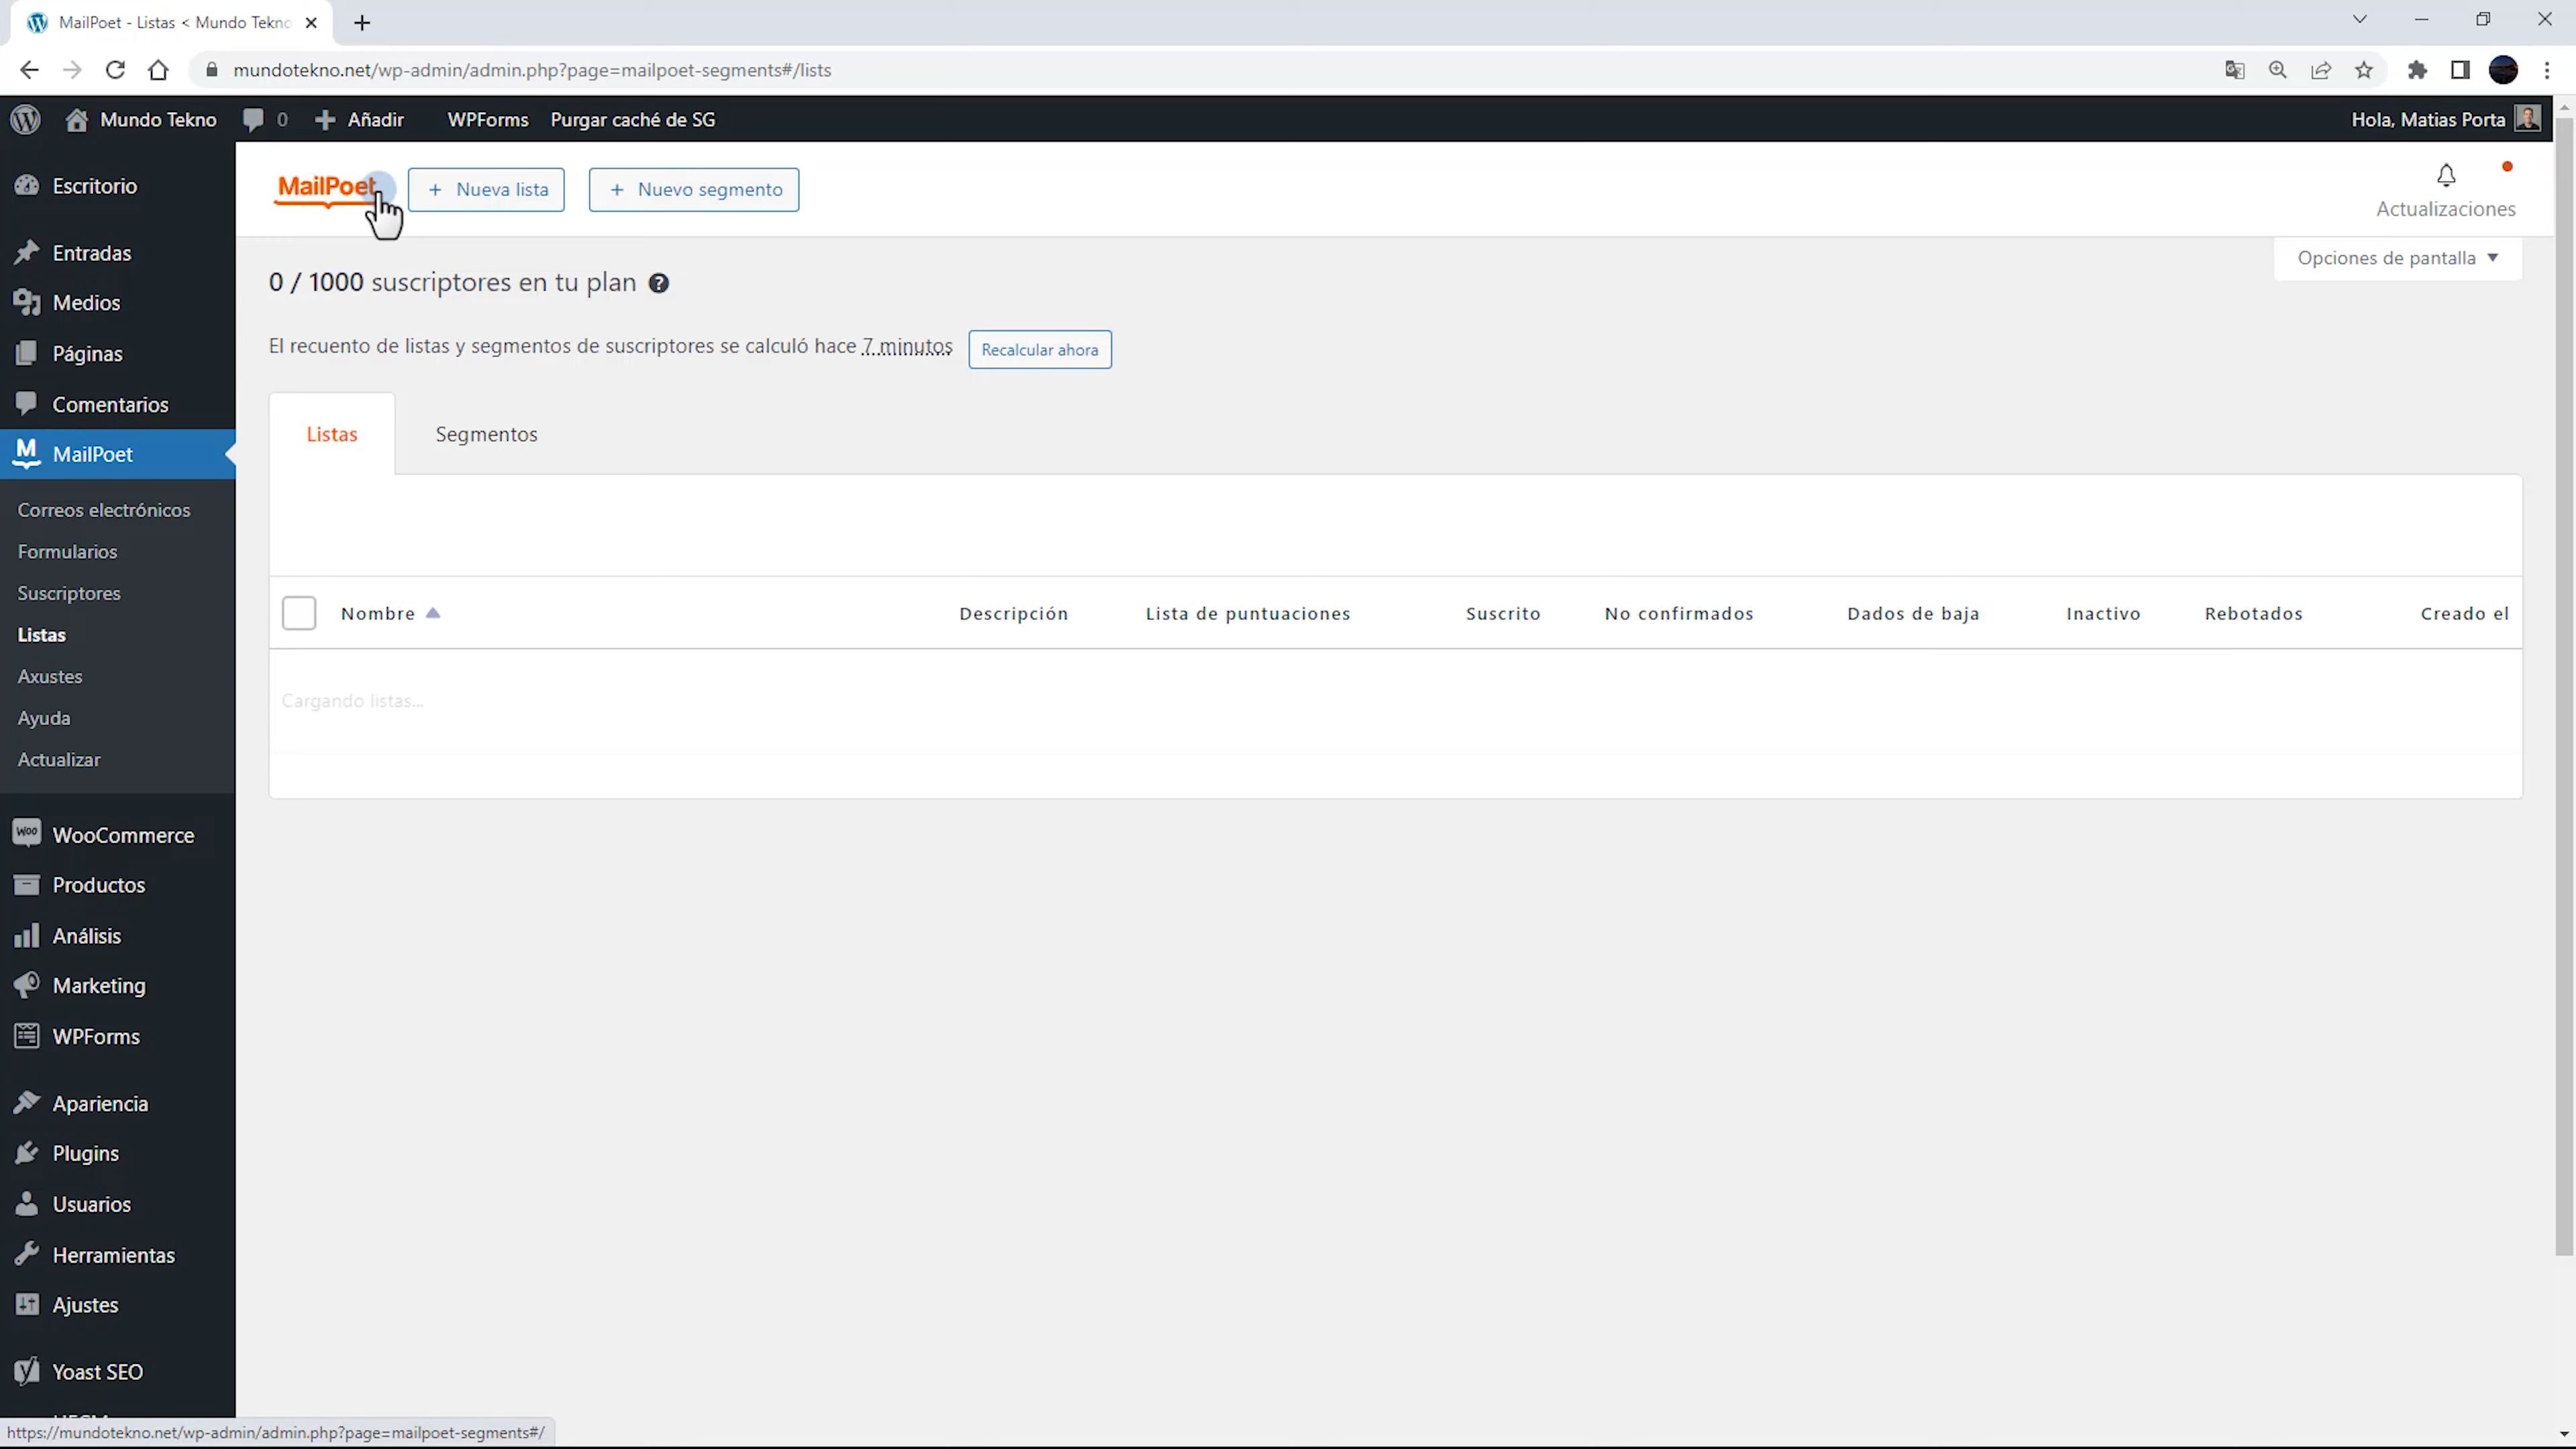 MailPoet - Listas < Mundo Tekno
mundotekno.net/wp-admin/admin.php?page=mailpoet-segments#/lists
Mundo Tekno
0
Añadir
WPForms
Purgar caché de SG
Hola, Matias Porta
Escritorio
Entradas
Medios
Páginas
Comentarios
M
MailPoet
Correos electrónicos
Formularios
Suscriptores
Listas
Axustes
Ayuda
Actualizar
Woo
WooCommerce
Productos
Análisis
Marketing
WPForms
Apariencia
Plugins
Usuarios
Herramientas
Ajustes
Yoast SEO
MailPoet
+ Nueva lista
+ Nuevo segmento
Actualizaciones
Opciones de pantalla
0 / 1000 suscriptores en tu plan ?
El recuento de listas y segmentos de suscriptores se calculó hace 7 minutos
Recalcular ahora
Listas
Segmentos
Nombre
Descripción
Lista de puntuaciones
Suscrito
No confirmados
Dados de baja
Inactivo
Rebotados
Creado el
Cargando listas...
https://mundotekno.net/wp-admin/admin.php?page=mailpoet-segments#/